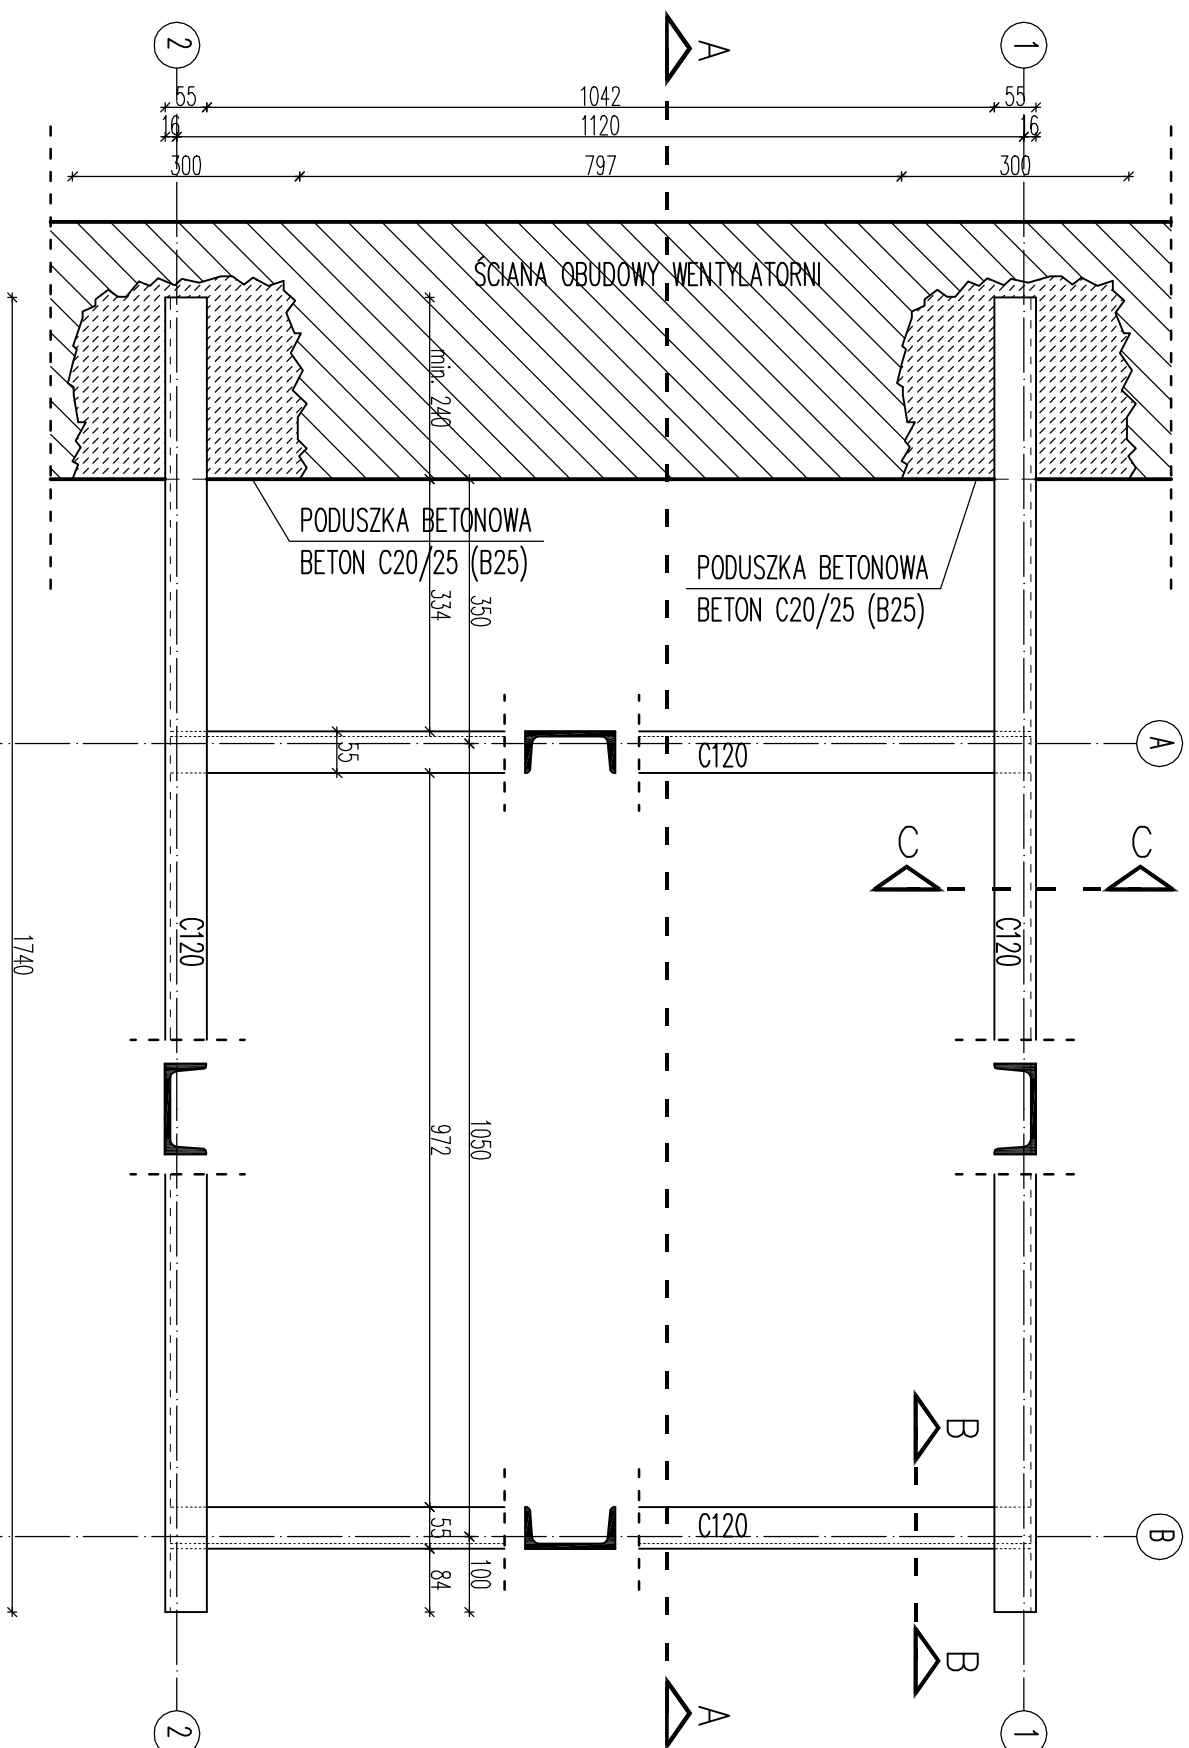 2
A
1
55
1042
55
16
1120
16
300
797
300
ŚCIANA OBUDOWY WENTYLATORNI
min. 240
PODUSZKA BETONOWA
BETON C20/25 (B25)
PODUSZKA BETONOWA
BETON C20/25 (B25)
334
350
55
C120
A
C
C
C120
C120
1740
972
1050
B
C120
B
55
84
100
B
2
A
1